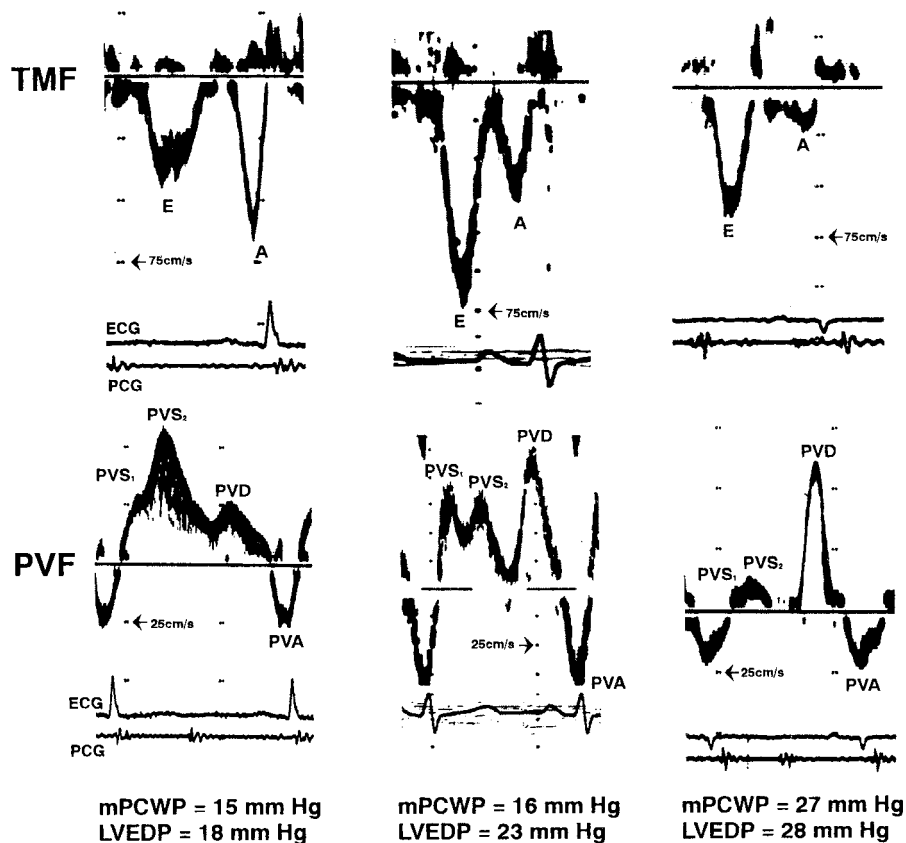 TMF
E
A
←75cm/s
ECG
PCG
E
A
←75cm/s
E
A
←75cm/s
PVF
PVS₁
PVS₂
PVD
←25cm/s
PVA
ECG
PCG
PVS₁
PVS₂
PVD
25cm/s→
PVA
PVS₁
PVS₂
PVD
←25cm/s
PVA
mPCWP = 15 mm Hg
LVEDP = 18 mm Hg
mPCWP = 16 mm Hg
LVEDP = 23 mm Hg
mPCWP = 27 mm Hg
LVEDP = 28 mm Hg